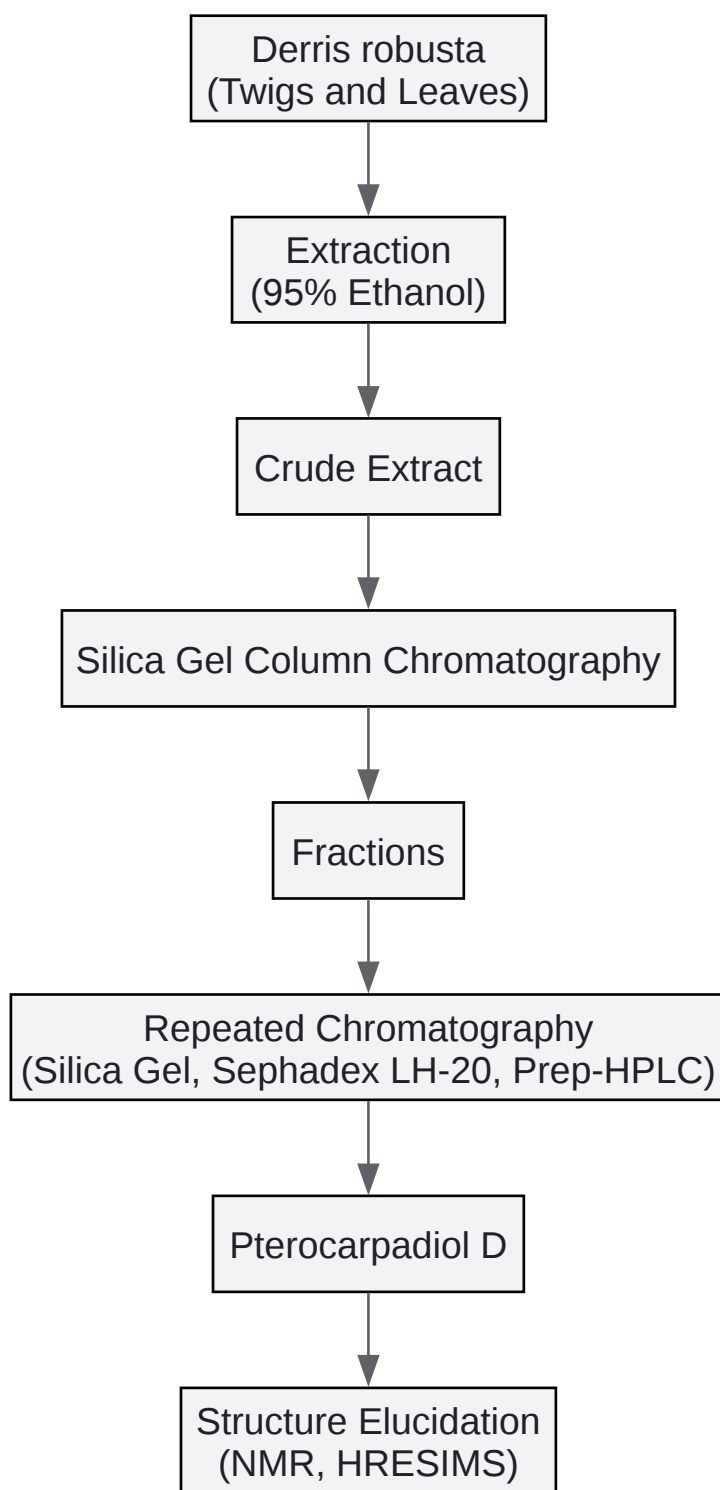 Derris robusta
(Twigs and Leaves)
Extraction
(95% Ethanol)
Crude Extract
Silica Gel Column Chromatography
Fractions
Repeated Chromatography
(Silica Gel, Sephadex LH-20, Prep-HPLC)
Pterocarpadiol D
Structure Elucidation
(NMR, HRESIMS)